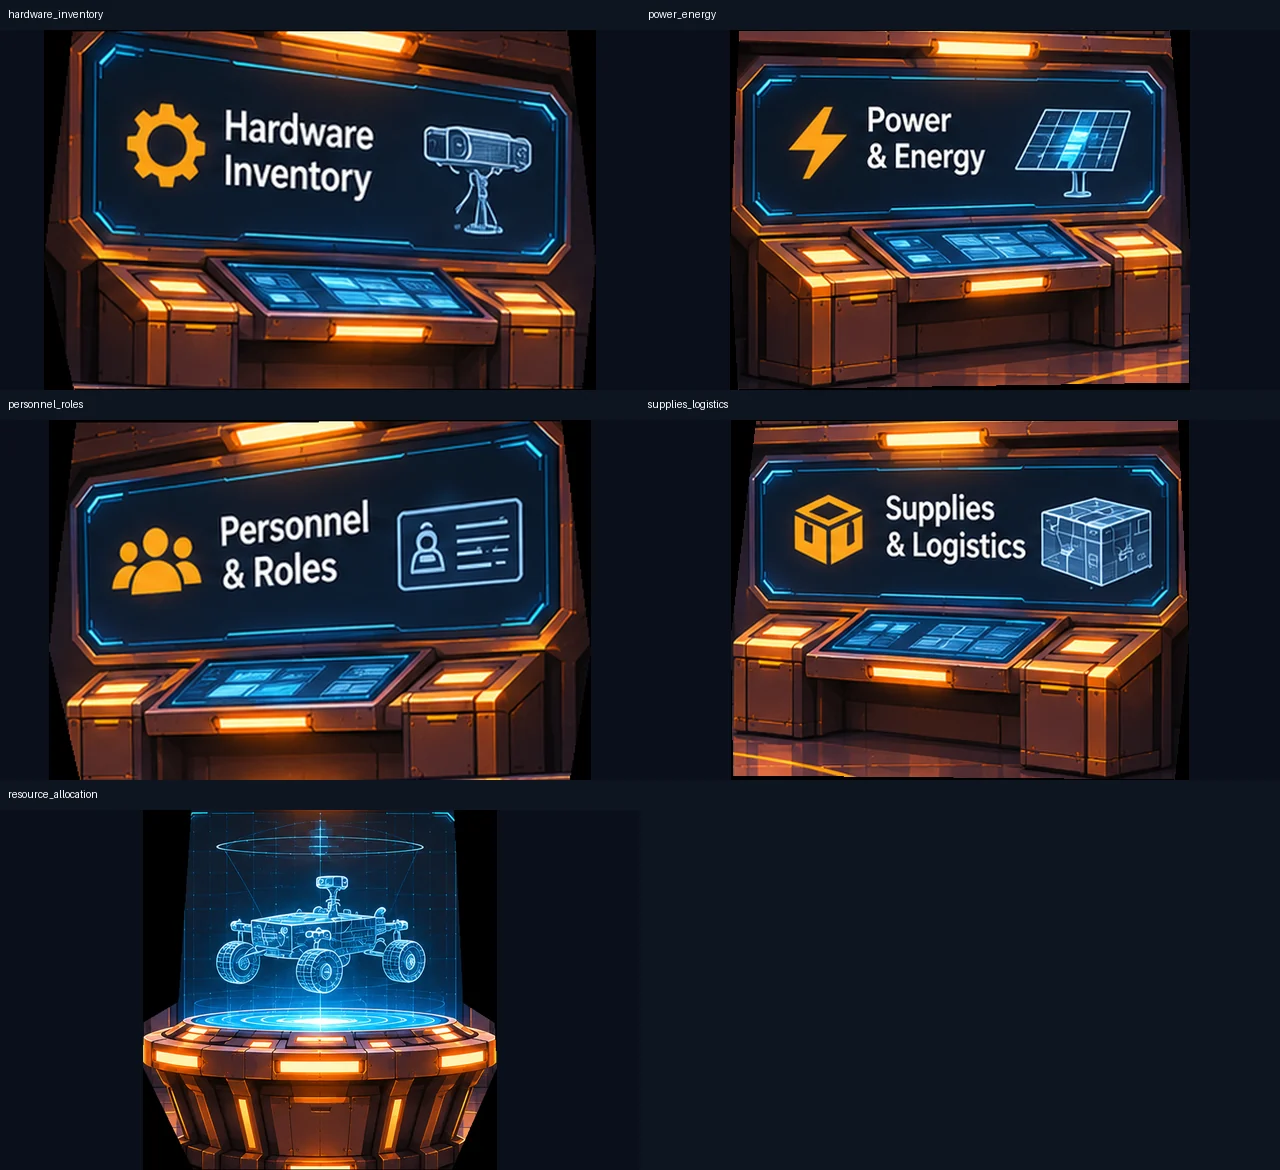 hardware_inventory
power_energy
Hardware
Inventory
Power
& Energy
personnel_roles
supplies_logistics
Personnel
& Roles
Supplies
& Logistics
resource_allocation